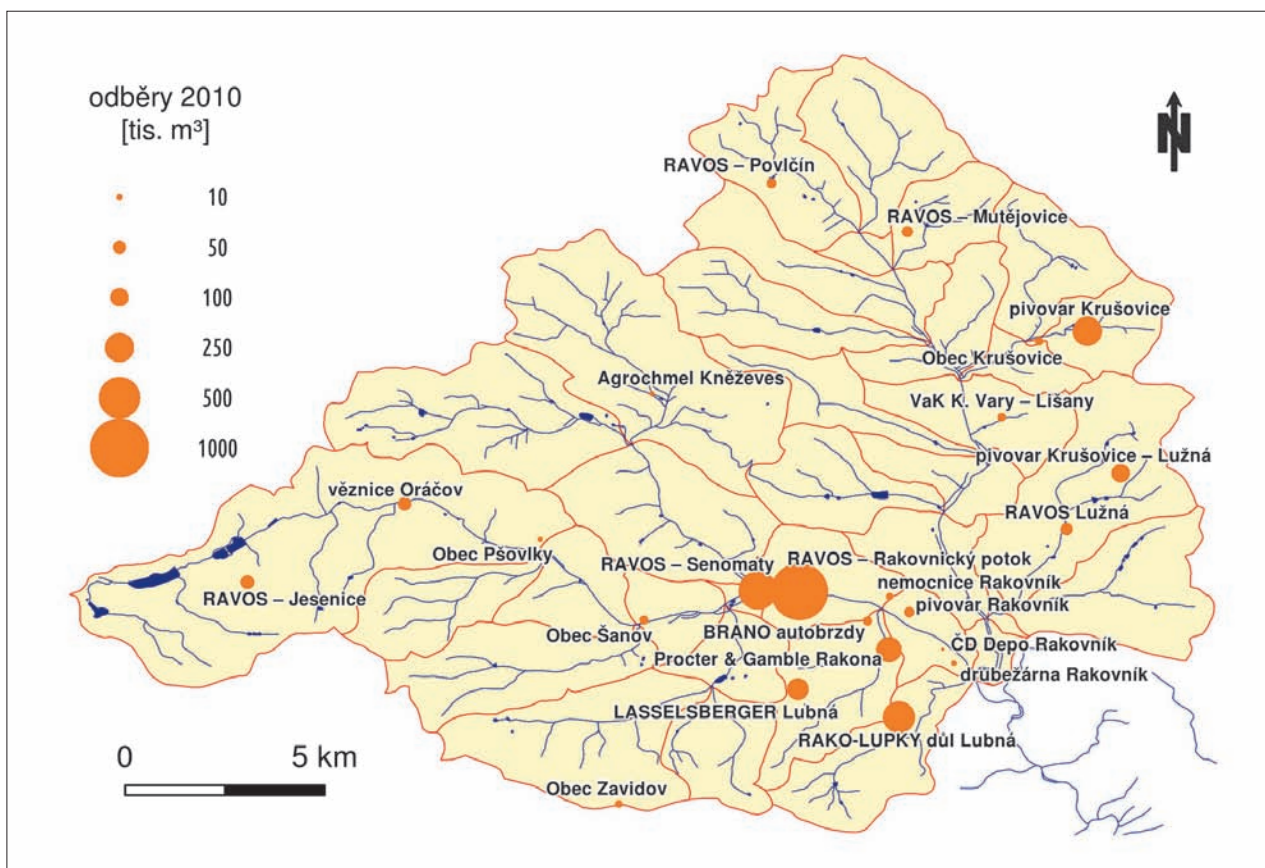 odběry 2010
[tis. m³]
10
50
100
250
500
1000
N
RAVOS – Povlčín
RAVOS – Mutějovice
pivovar Krušovice
Obec Krušovice
Agrochmel Kněževes
VaK K. Vary – Lišany
pivovar Krušovice – Lužná
věznice Oráčov
RAVOS Lužná
Obec Pšovlky
RAVOS – Senomaty
RAVOS – Rakovnický potok
nemocnice Rakovník
RAVOS – Jesenice
pivovar Rakovník
Obec Šanov
BRANO autobrzdy
ČD Depo Rakovník
Procter & Gamble Rakona
drůbežárna Rakovník
LASSELSBERGER Lubná
RAKO-LUPKY důl Lubná
0 5 km
Obec Zavidov